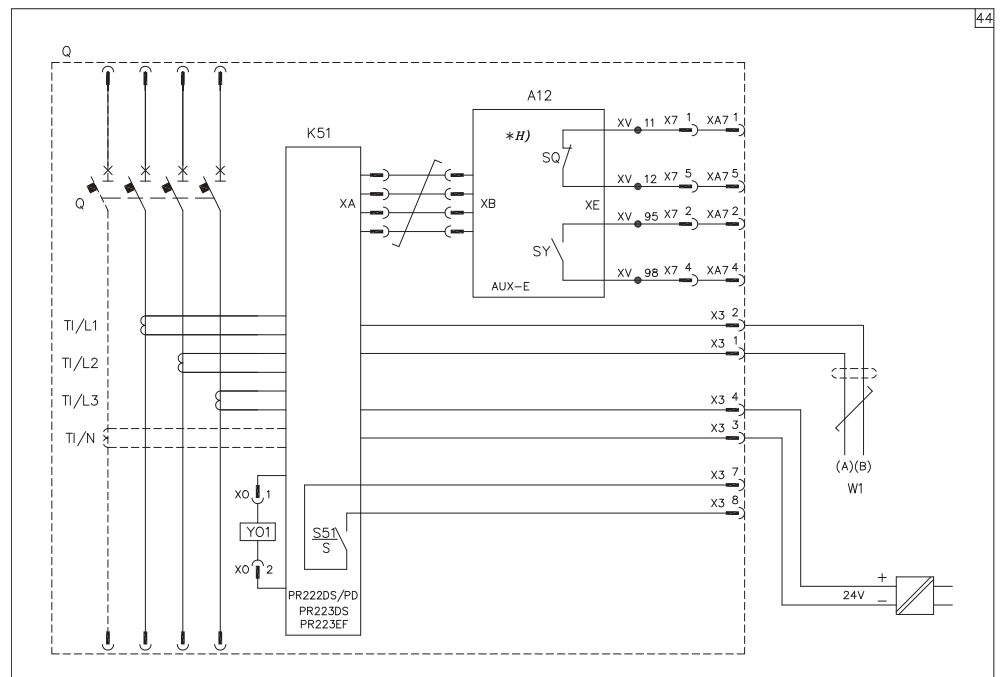 44
Q
A12
K51
*H)
XV 11 X7 1 XA7 1
SQ
XV 12 X7 5 XA7 5
XA XB XE
Q
XV 95 X7 2 XA7 2
SY
XV 98 X7 4 XA7 4
AUX-E
X3 2
TI/L1
X3 1
TI/L2
TI/L3
X3 4
X3 3
TI/N
(A)(B)
W1
X3 7
XO 1
X3 8
YO1
S51
S
XO 2
+
24V
−
PR222DS/PD
PR223DS
PR223EF